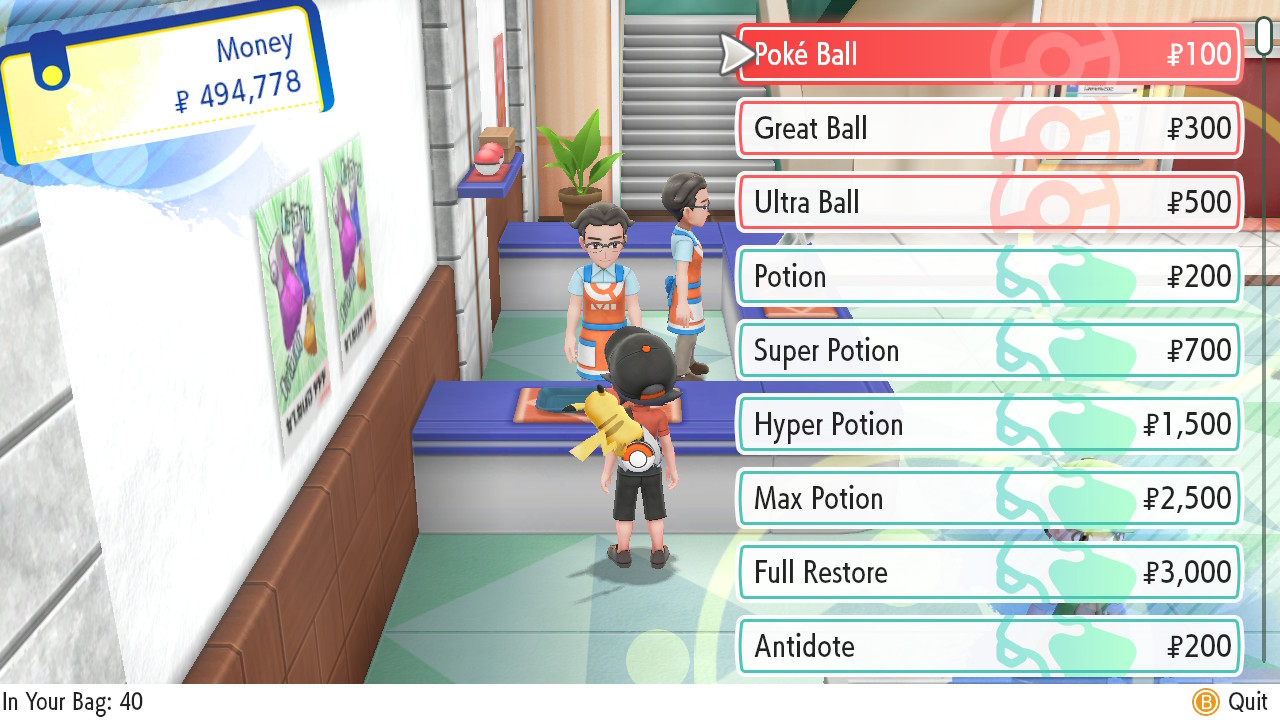 Money
₽ 494,778
Poké Ball ₽100
Great Ball ₽300
Ultra Ball ₽500
Potion ₽200
Super Potion ₽700
Hyper Potion ₽1,500
Max Potion ₽2,500
Full Restore ₽3,000
Antidote ₽200
In Your Bag: 40
B Quit